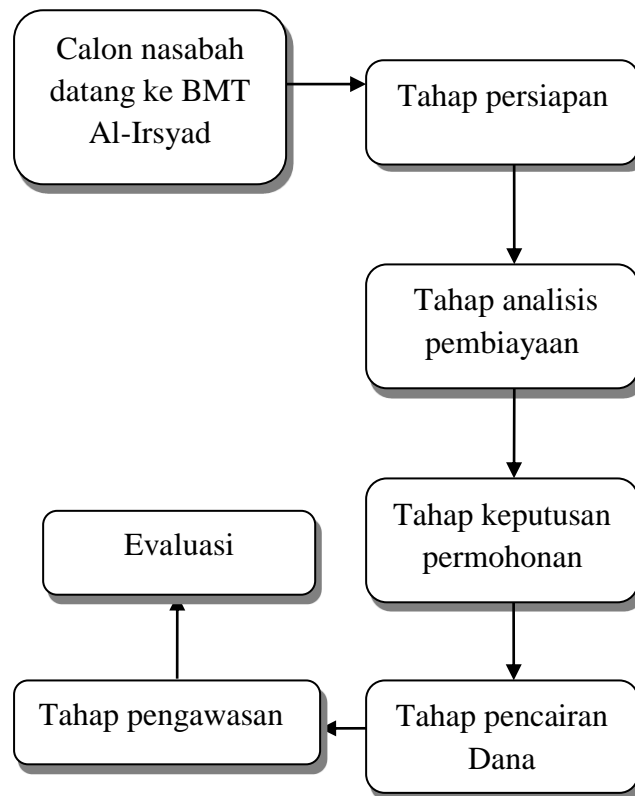 Calon nasabah
datang ke BMT
Al-Irsyad
Tahap persiapan
Tahap analisis
pembiayaan
Tahap keputusan
permohonan
Tahap pencairan
Dana
Tahap pengawasan
Evaluasi